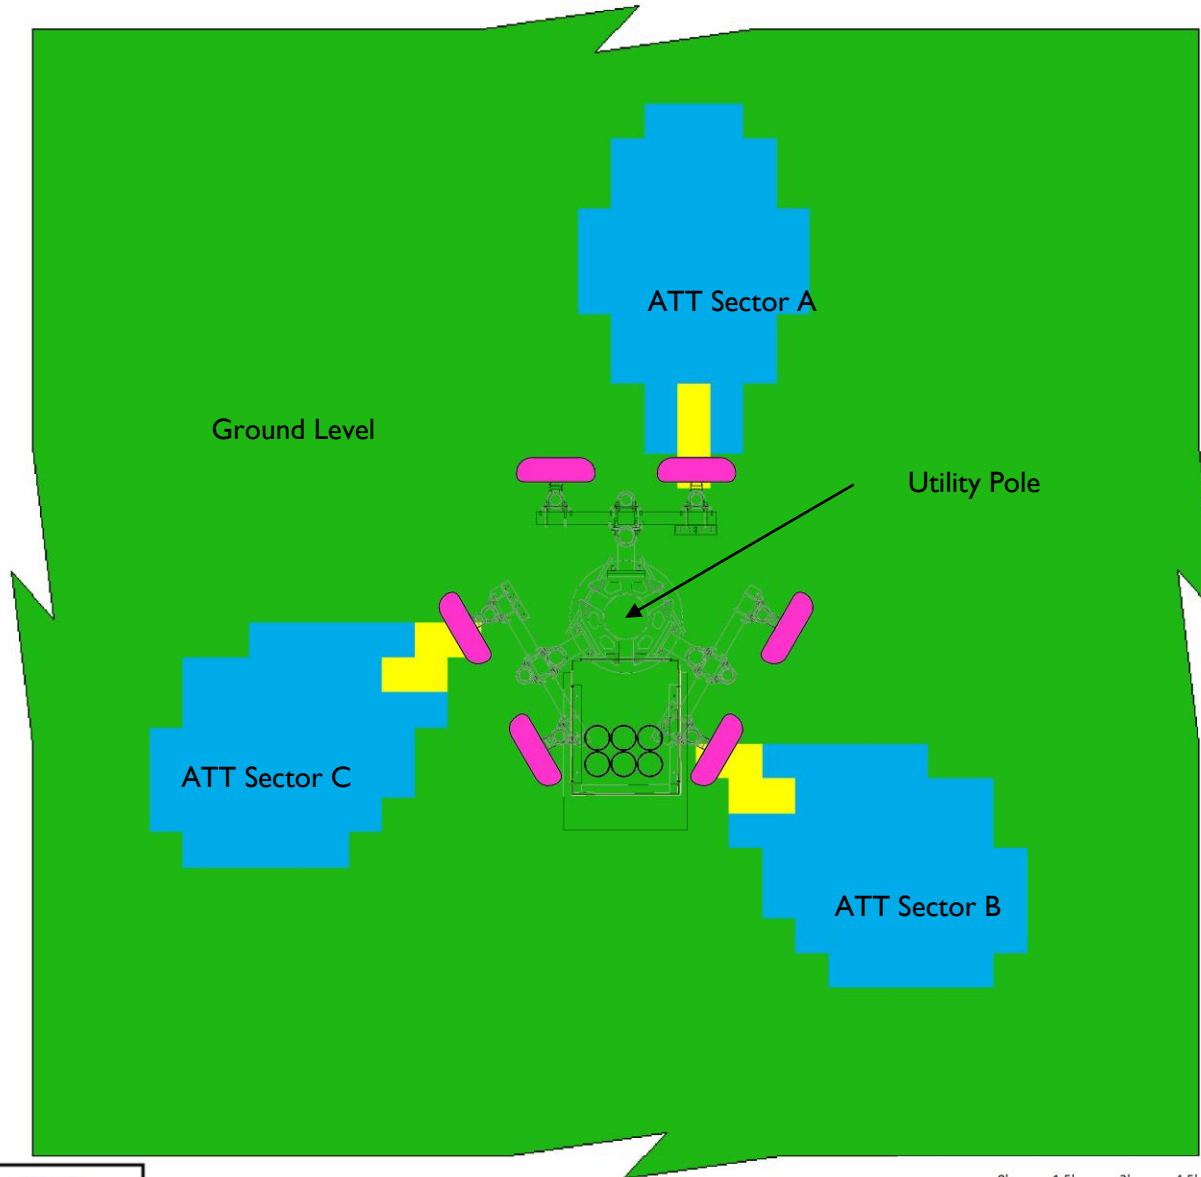 ATT Sector A
Ground Level
Utility Pole
ATT Sector C
ATT Sector B